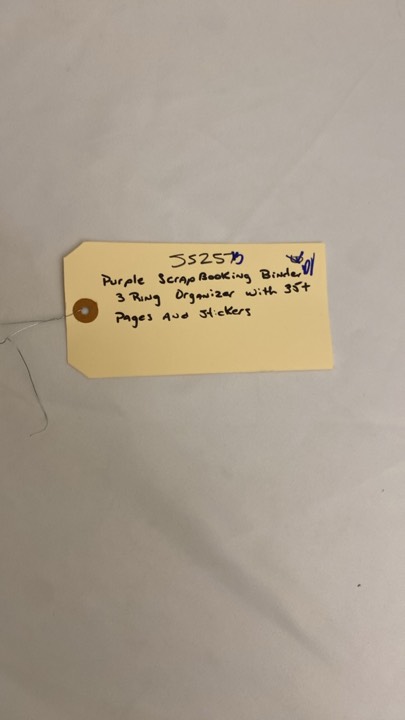 SS25
Purple ScrapBooking Binder
3 Ring Organizer with 35+
Pages And Stickers